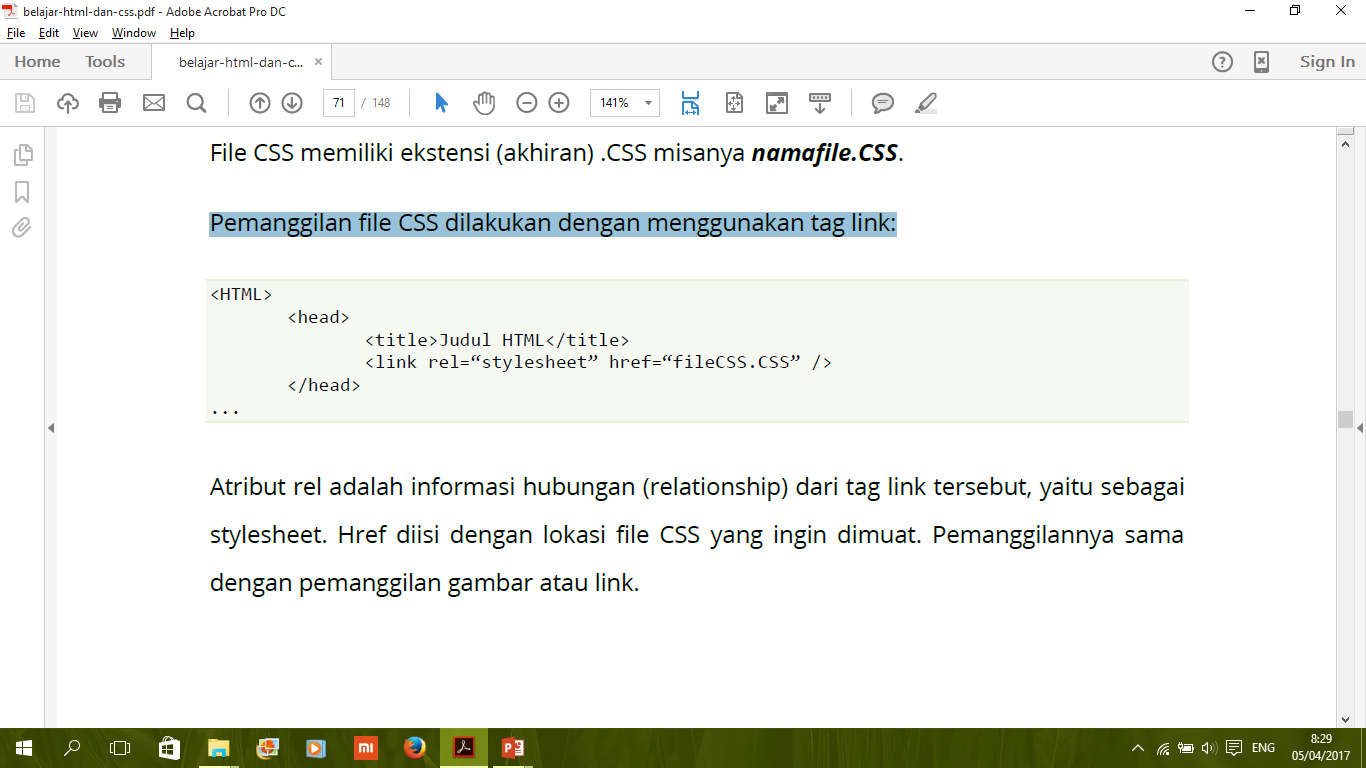 belajar-html-dan-css.pdf - Adobe Acrobat Pro DC
File Edit View Window Help
Home Tools belajar-html-dan-c... × Sign In
71 / 148 141%
File CSS memiliki ekstensi (akhiran) .CSS misanya namafile.CSS.
Pemanggilan file CSS dilakukan dengan menggunakan tag link:
<HTML>
<head>
<title>Judul HTML</title>
<link rel=“stylesheet” href=“fileCSS.CSS” />
</head>
...
Atribut rel adalah informasi hubungan (relationship) dari tag link tersebut, yaitu sebagai
stylesheet. Href diisi dengan lokasi file CSS yang ingin dimuat. Pemanggilannya sama
dengan pemanggilan gambar atau link.
mi
ENG
8:29
05/04/2017